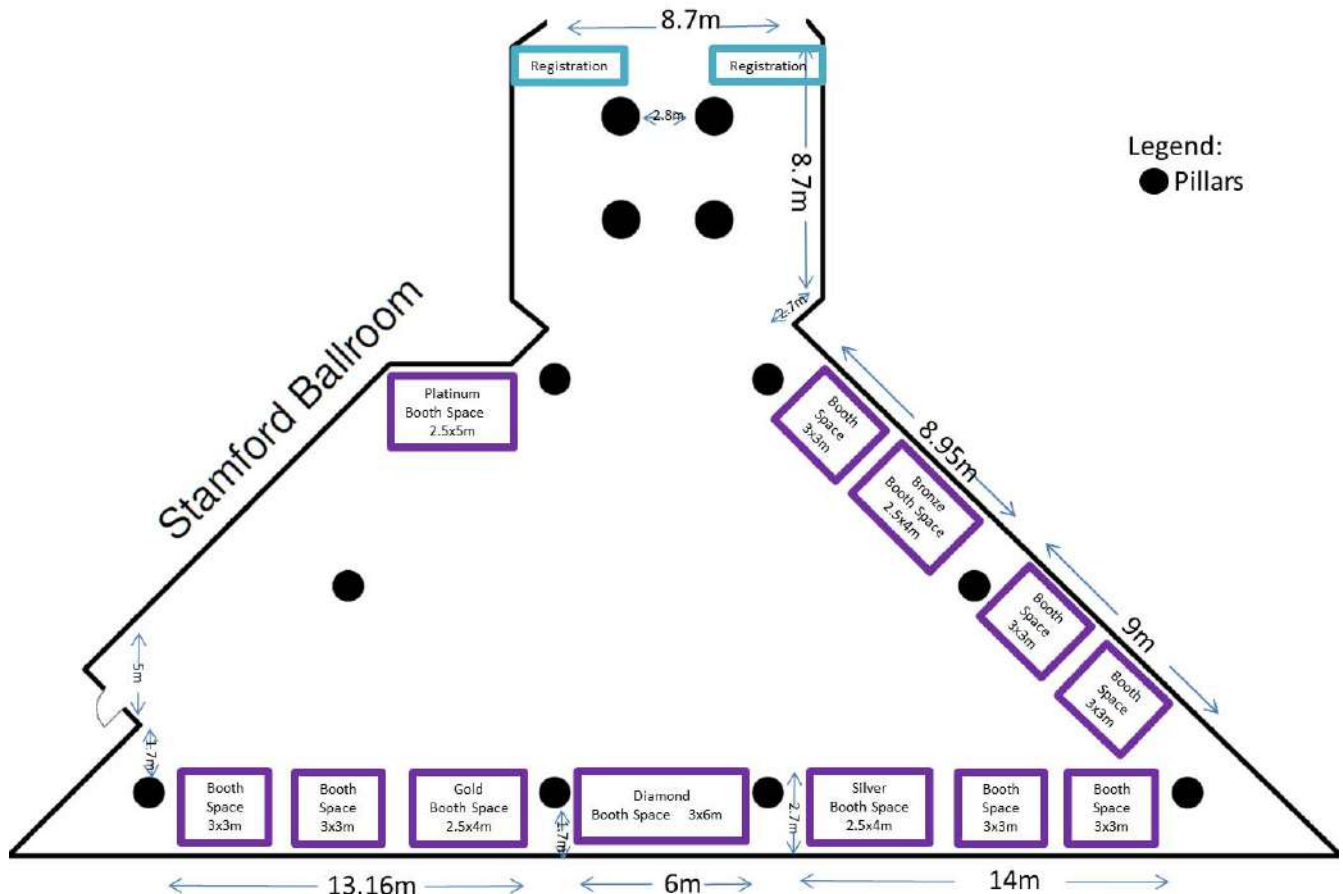 8.7m
Registration
Registration
2.8m
8.7m
Legend:
Pillars
2.7m
Stamford Ballroom
Platinum
Booth Space
2.5x5m
Booth
Space
3x3m
8.95m
Bronze
Booth Space
2.5x4m
Booth
Space
3x3m
9m
Booth
Space
3x3m
5m
1.7m
Booth
Space
3x3m
Booth
Space
3x3m
Gold
Booth Space
2.5x4m
1.7m
Diamond
Booth Space 3x6m
2.7m
Silver
Booth Space
2.5x4m
Booth
Space
3x3m
Booth
Space
3x3m
13.16m
6m
14m